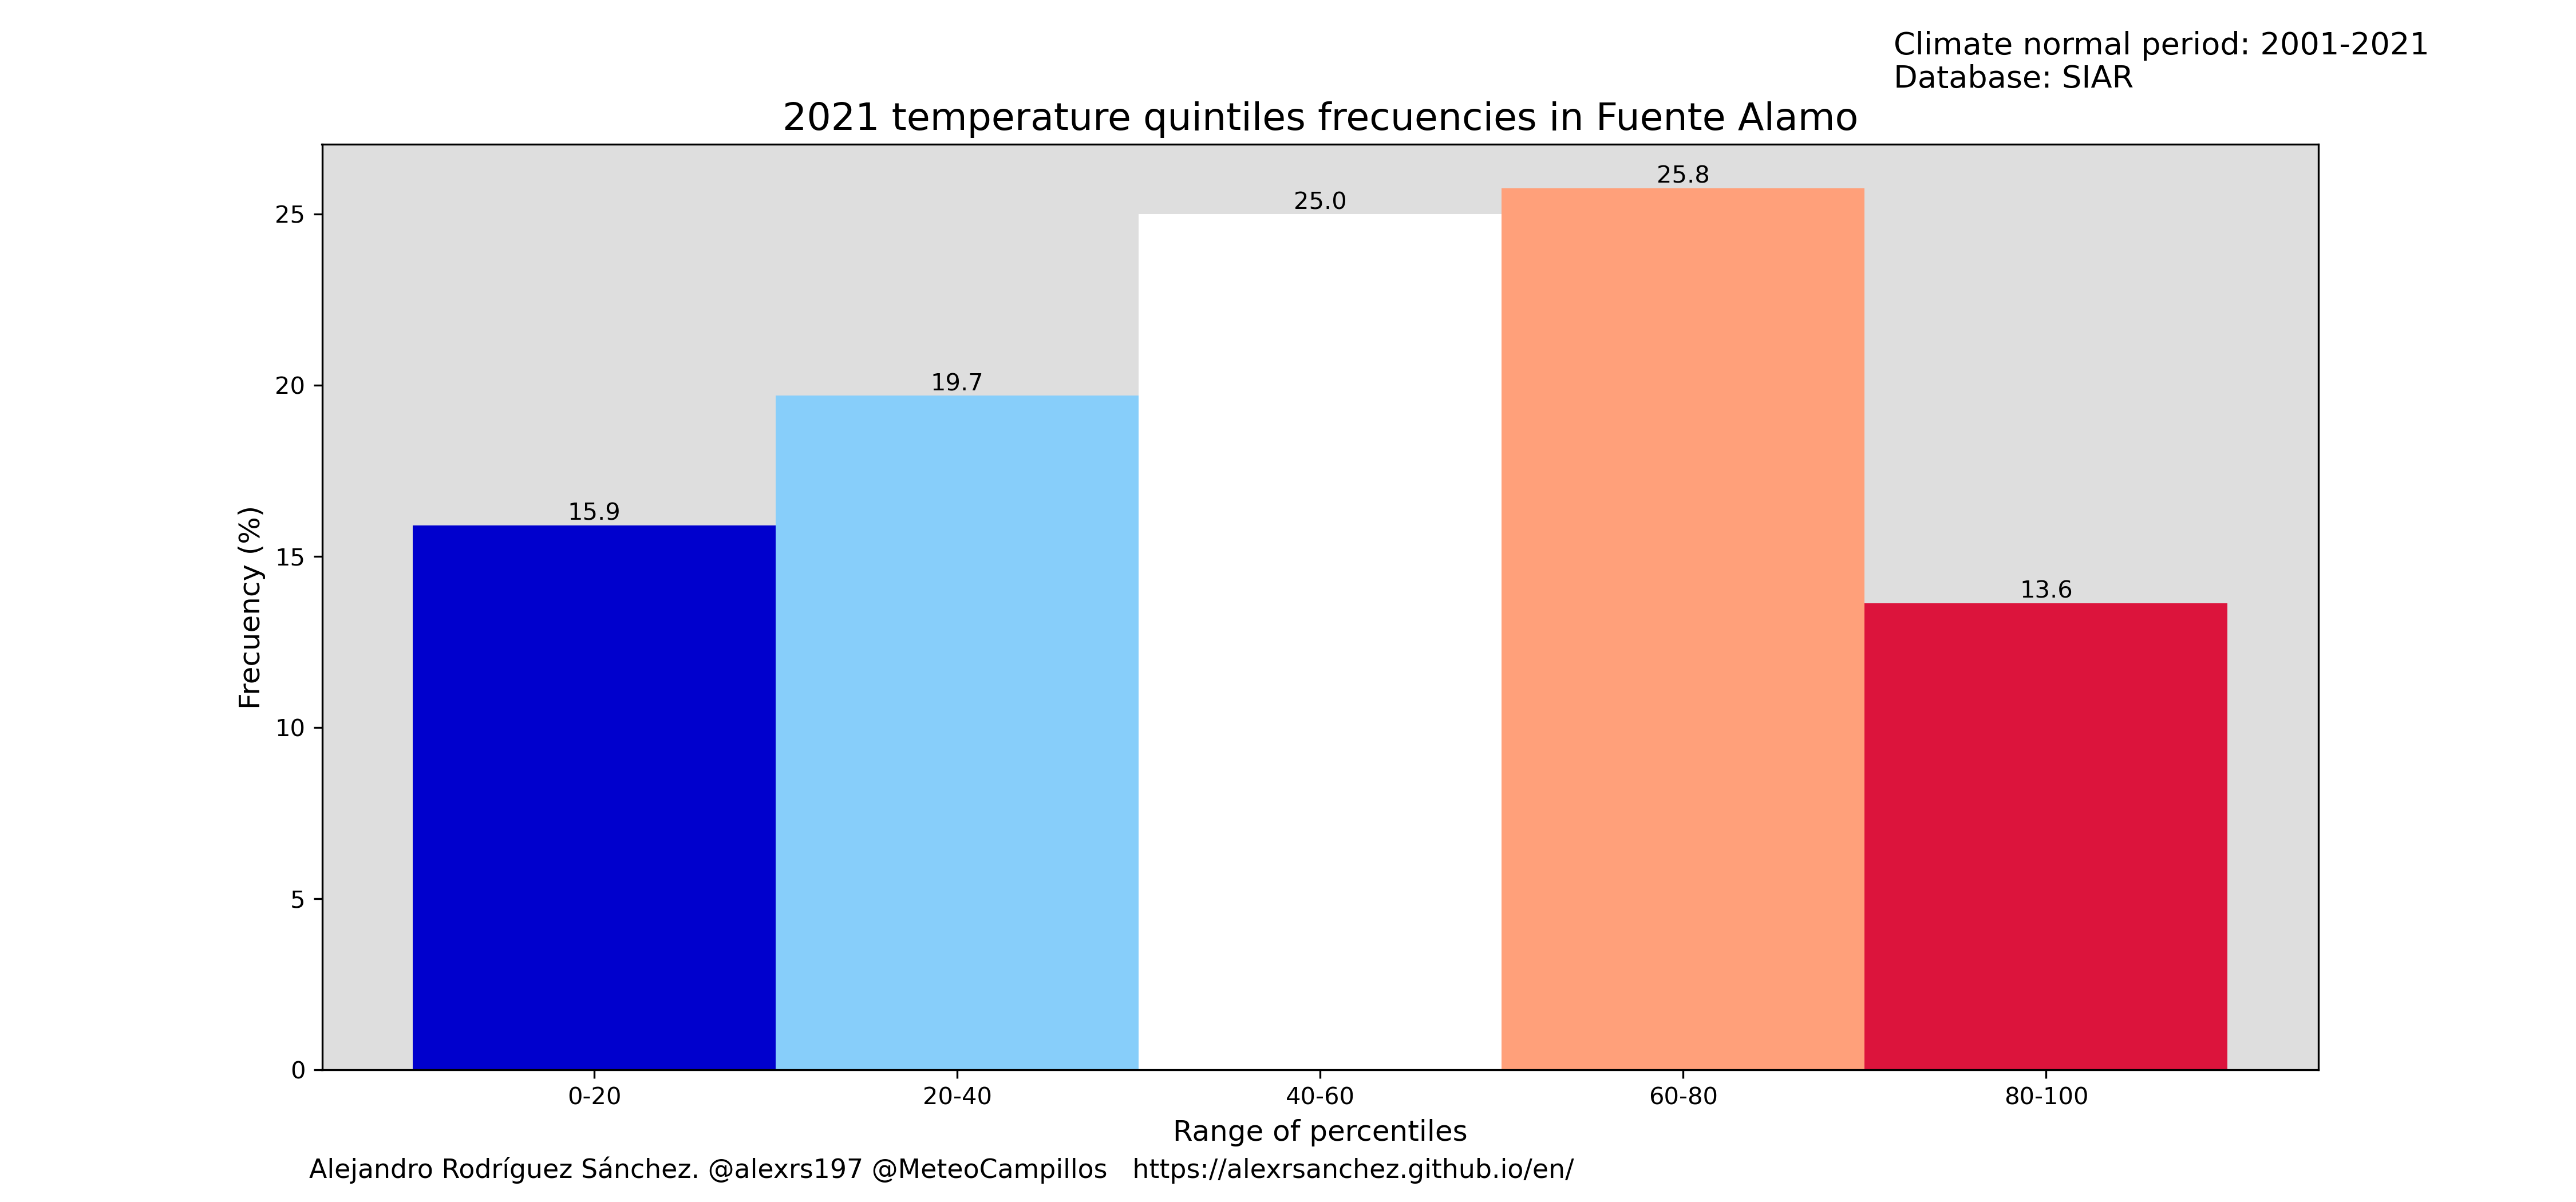 Climate normal period: 2001-2021
Database: SIAR
2021 temperature quintiles frecuencies in Fuente Alamo
Frecuency (%)
25
20
15
10
5
0
15.9
19.7
25.0
25.8
13.6
0-20
20-40
40-60
60-80
80-100
Range of percentiles
Alejandro Rodríguez Sánchez. @alexrs197 @MeteoCampillos https://alexrsanchez.github.io/en/